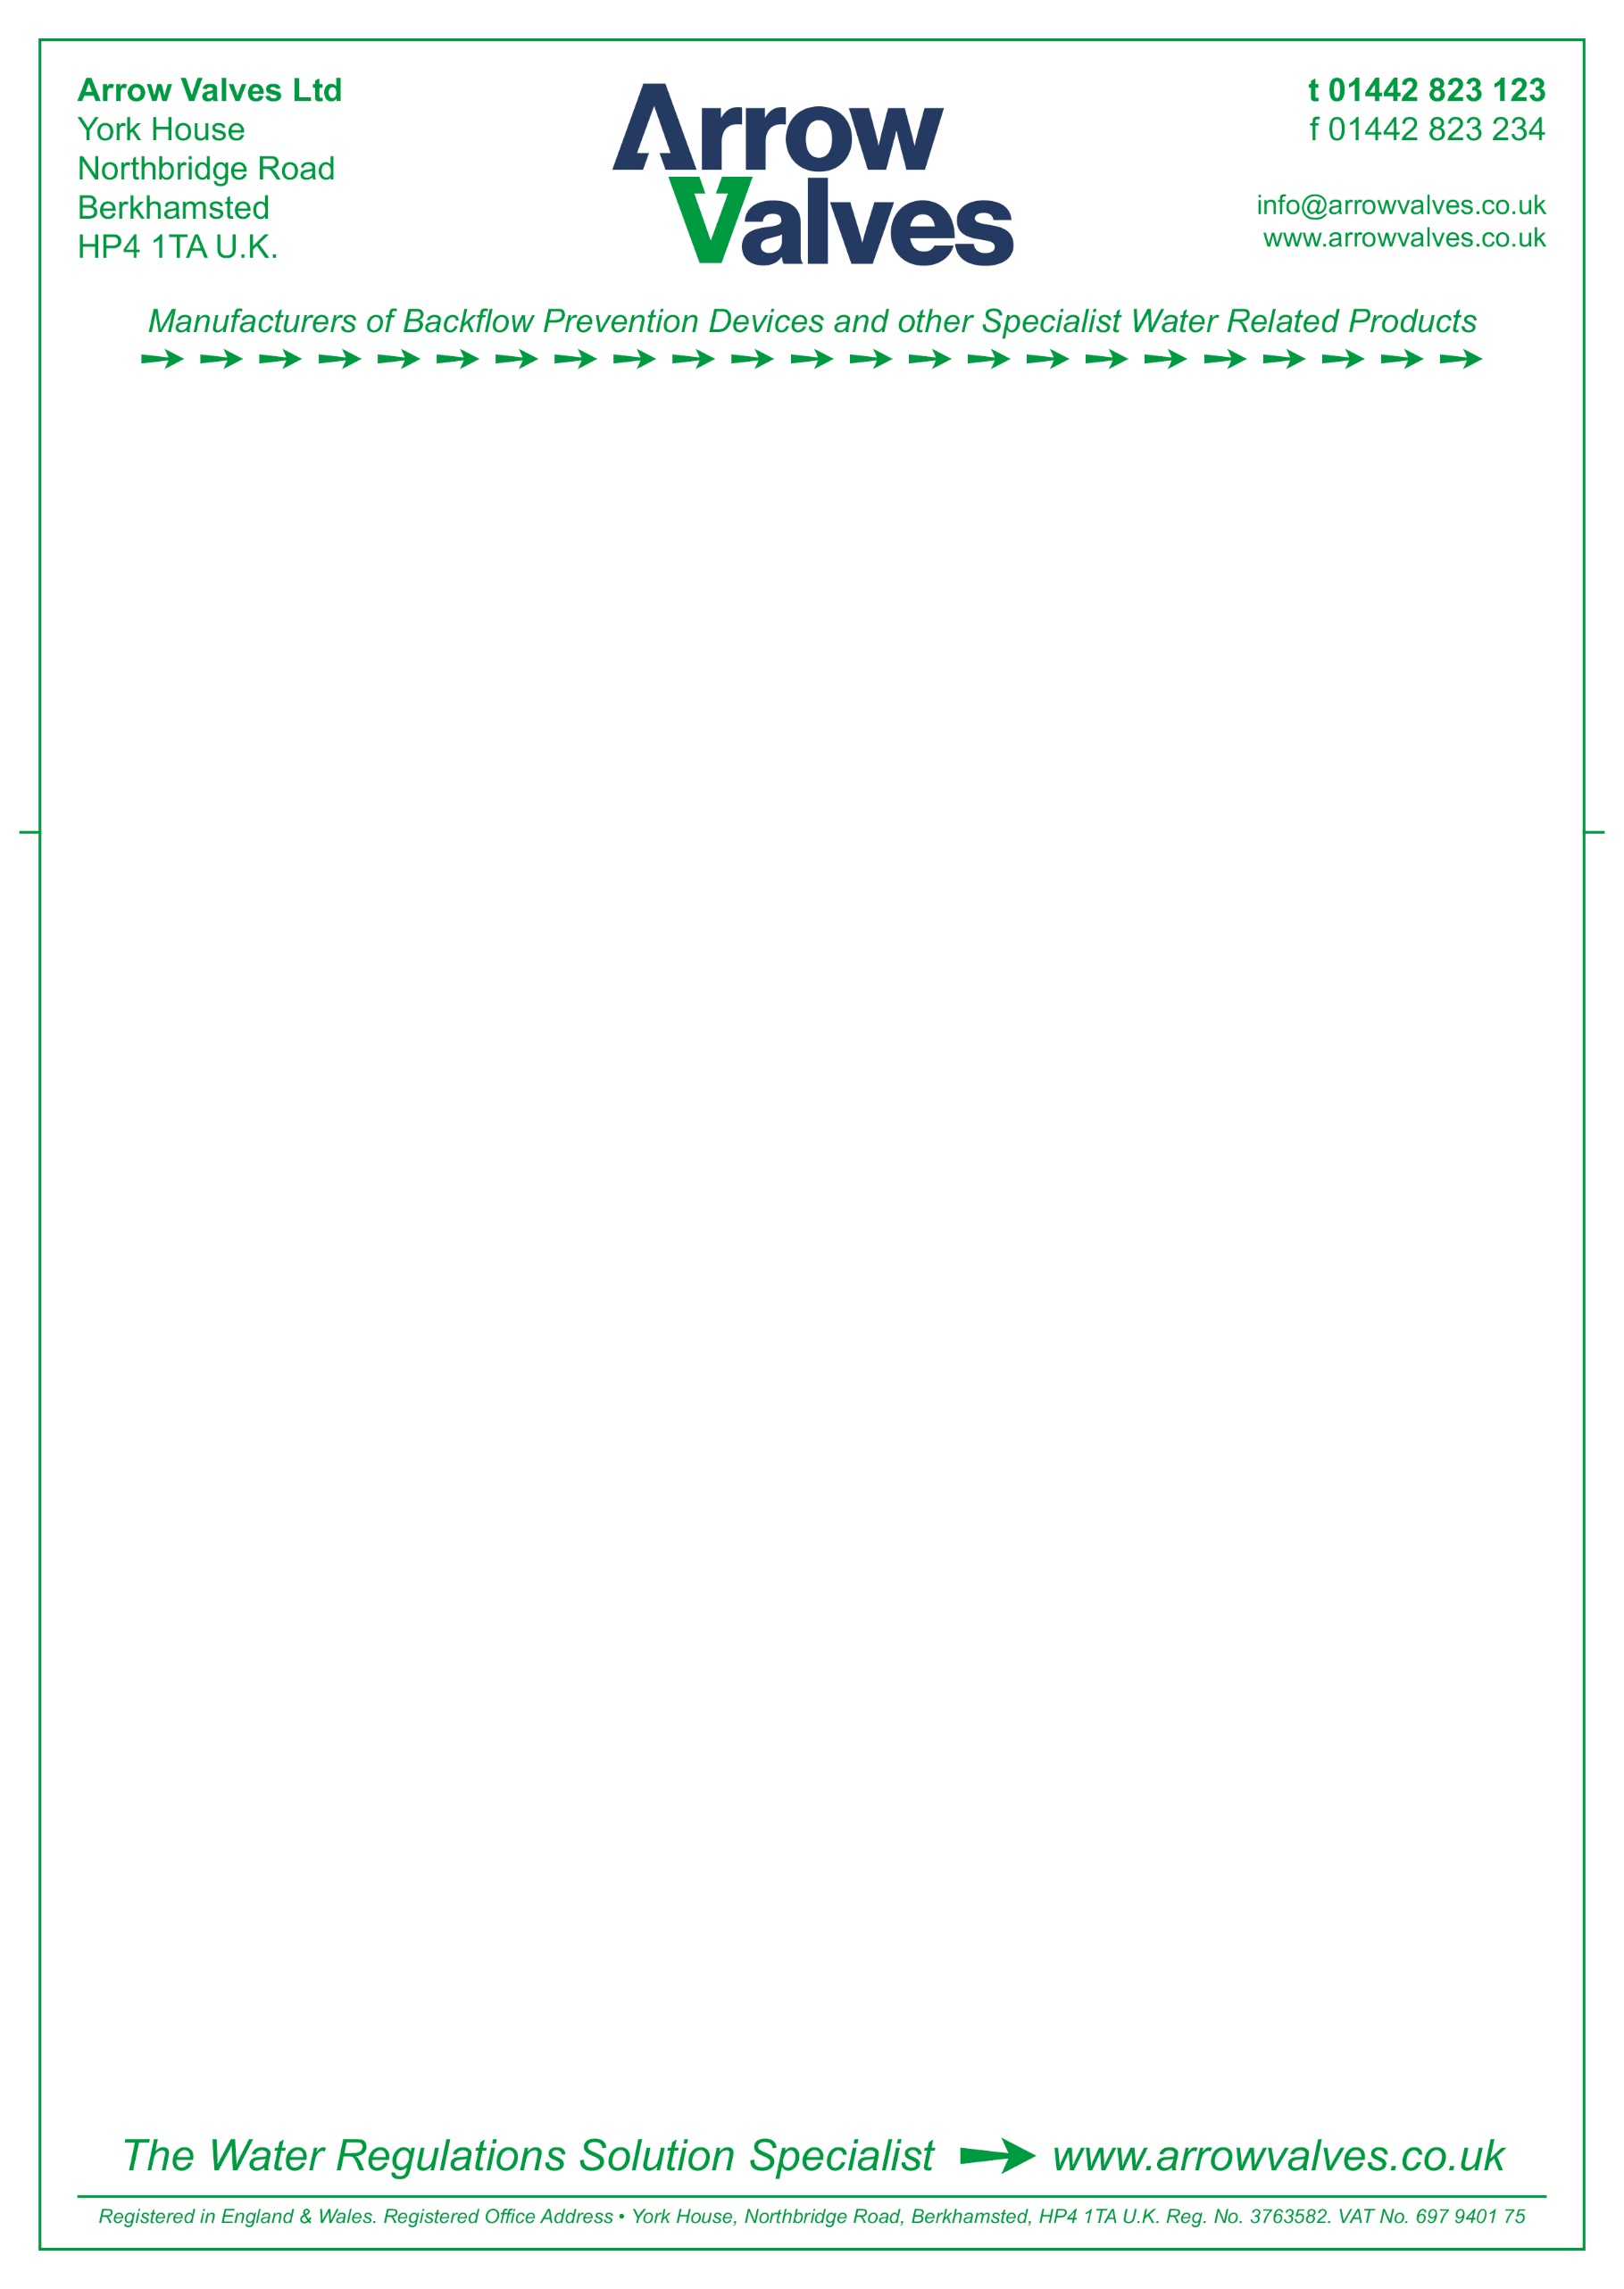 Arrow Valves Ltd
York House
Northbridge Road
Berkhamsted
HP4 1TA U.K.
Arrow
Valves
t 01442 823 123
f 01442 823 234
info@arrowvalves.co.uk
www.arrowvalves.co.uk
Manufacturers of Backflow Prevention Devices and other Specialist Water Related Products
The Water Regulations Solution Specialist www.arrowvalves.co.uk
Registered in England & Wales. Registered Office Address • York House, Northbridge Road, Berkhamsted, HP4 1TA U.K. Reg. No. 3763582. VAT No. 697 9401 75